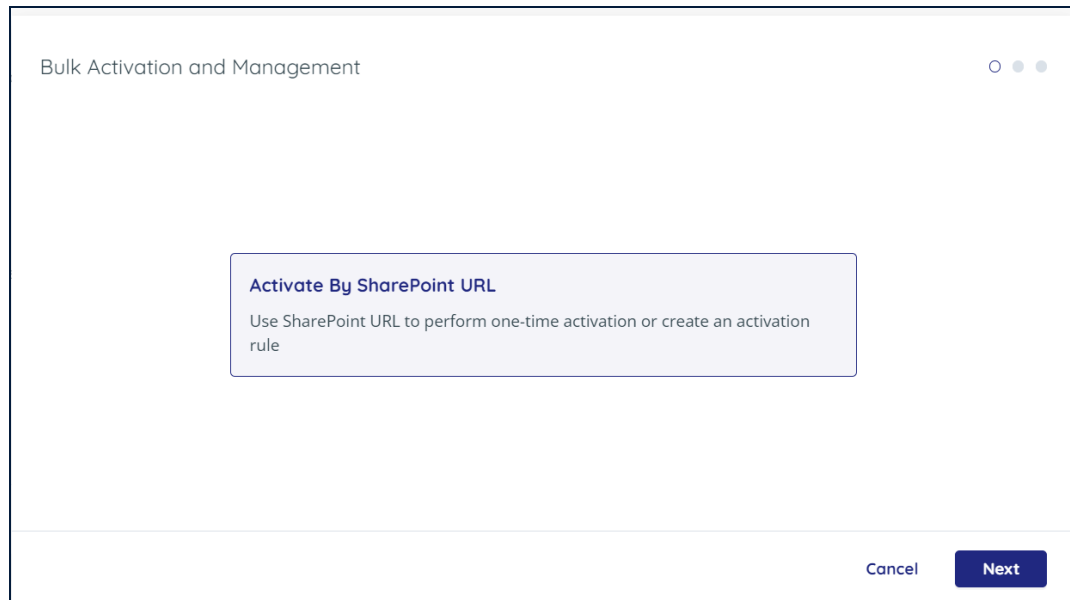 Bulk Activation and Management
Activate By SharePoint URL
Use SharePoint URL to perform one-time activation or create an activation
rule
Cancel
Next